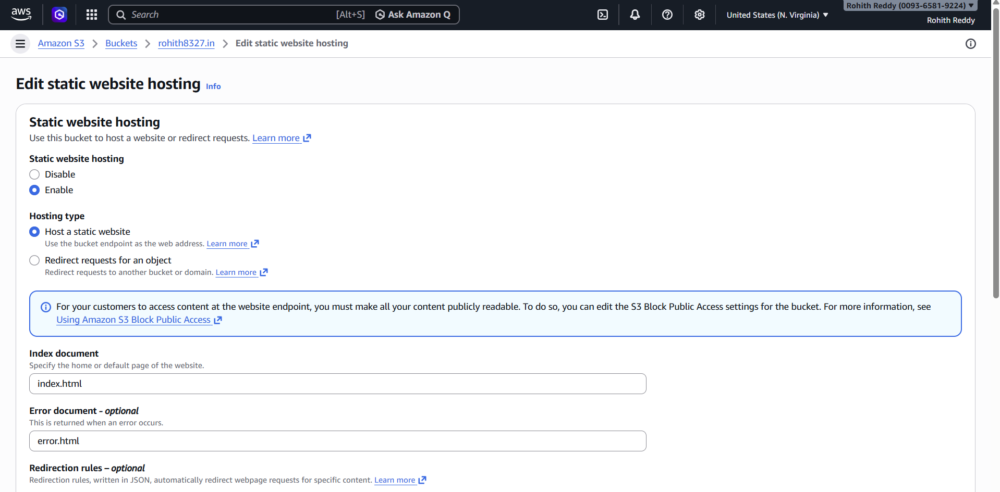 aws
Search [Alt+S] Ask Amazon Q
United States (N. Virginia) ▼
Rohith Reddy (0093-6581-9224) ▼
Rohith Reddy
Amazon S3 > Buckets > rohith8327.in > Edit static website hosting
Edit static website hosting Info
Static website hosting
Use this bucket to host a website or redirect requests. Learn more
Static website hosting
Disable
Enable
Hosting type
Host a static website
Use the bucket endpoint as the web address. Learn more
Redirect requests for an object
Redirect requests to another bucket or domain. Learn more
For your customers to access content at the website endpoint, you must make all your content publicly readable. To do so, you can edit the S3 Block Public Access settings for the bucket. For more information, see
Using Amazon S3 Block Public Access
Index document
Specify the home or default page of the website.
index.html
Error document - optional
This is returned when an error occurs.
error.html
Redirection rules – optional
Redirection rules, written in JSON, automatically redirect webpage requests for specific content. Learn more